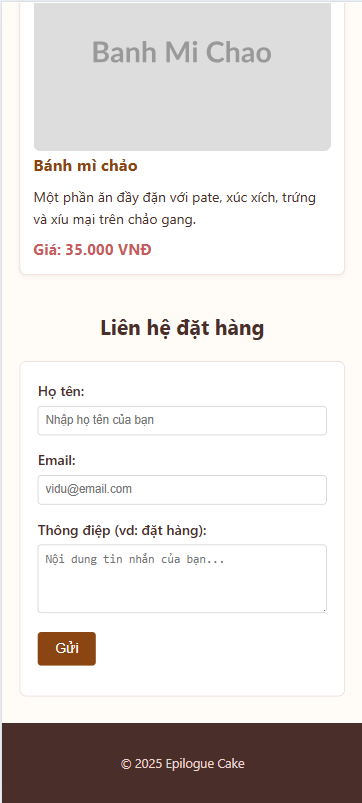 Banh Mi Chao
Bánh mì chảo
Một phần ăn đầy đặn với pate, xúc xích, trứng
và xíu mại trên chảo gang.
Giá: 35.000 VNĐ
Liên hệ đặt hàng
Họ tên:
Nhập họ tên của bạn
Email:
vidu@email.com
Thông điệp (vd: đặt hàng):
Nội dung tin nhắn của bạn...
Gửi
© 2025 Epilogue Cake